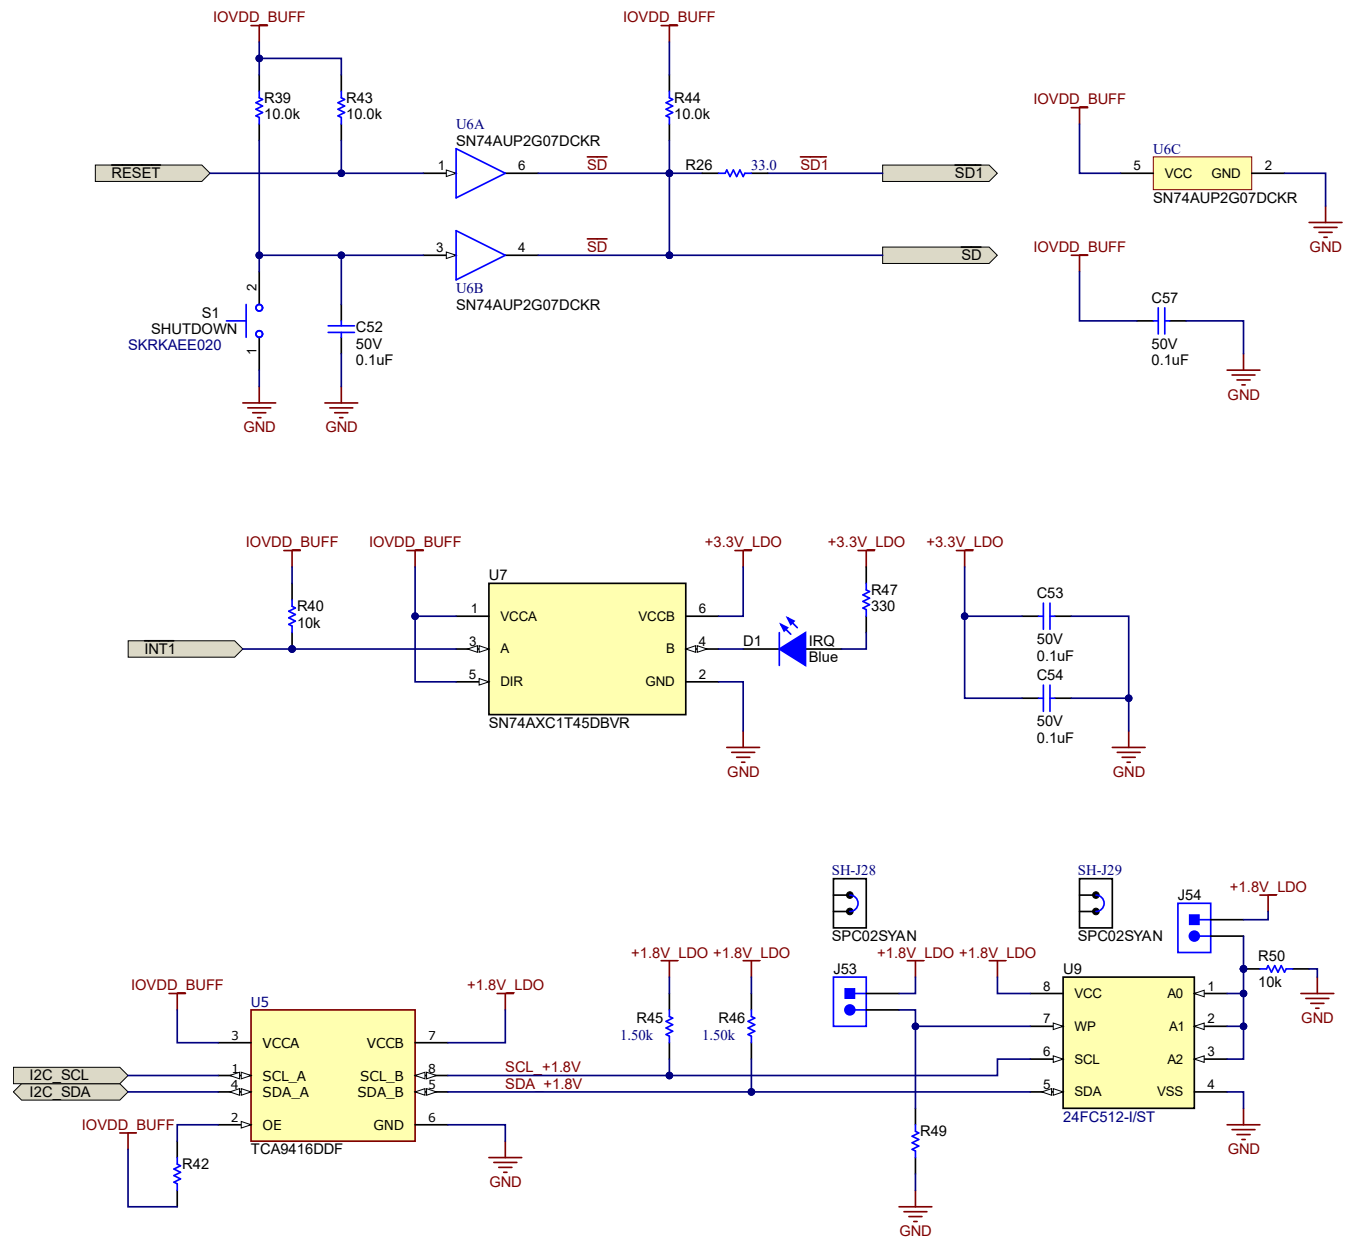 IOVDD_BUFF
IOVDD_BUFF
R39
10.0k
R43
10.0k
R44
10.0k
IOVDD_BUFF
U6A
SN74AUP2G07DCKR
RESET
1
6
SD
R26
33.0
SD1
SD1
U6C
5
VCC
GND
2
SN74AUP2G07DCKR
GND
3
4
SD
SD
U6B
SN74AUP2G07DCKR
IOVDD_BUFF
2
S1
SHUTDOWN
SKRKAEE020
1
C52
50V
0.1uF
C57
50V
0.1uF
GND
GND
GND
IOVDD_BUFF
IOVDD_BUFF
+3.3V_LDO
+3.3V_LDO
+3.3V_LDO
U7
R40
10k
R47
330
1
VCCA
VCCB
6
INT1
3
A
B
4
D1
IRQ
Blue
5
DIR
GND
2
SN74AXC1T45DBVR
GND
C53
50V
0.1uF
C54
50V
0.1uF
GND
SH-J28
SPC02SYAN
SH-J29
SPC02SYAN
J54
+1.8V_LDO
+1.8V_LDO
+1.8V_LDO
J53
+1.8V_LDO
+1.8V_LDO
R50
10k
GND
IOVDD_BUFF
U5
+1.8V_LDO
3
VCCA
VCCB
7
I2C_SCL
1
SCL_A
SCL_B
8
SCL_+1.8V
I2C_SDA
4
SDA_A
SDA_B
5
SDA_+1.8V
IOVDD_BUFF
2
OE
GND
6
TCA9416DDF
R42
GND
R45
1.50k
R46
1.50k
U9
8
VCC
A0
1
7
WP
A1
2
6
SCL
A2
3
5
SDA
VSS
4
24FC512-I/ST
GND
R49
GND